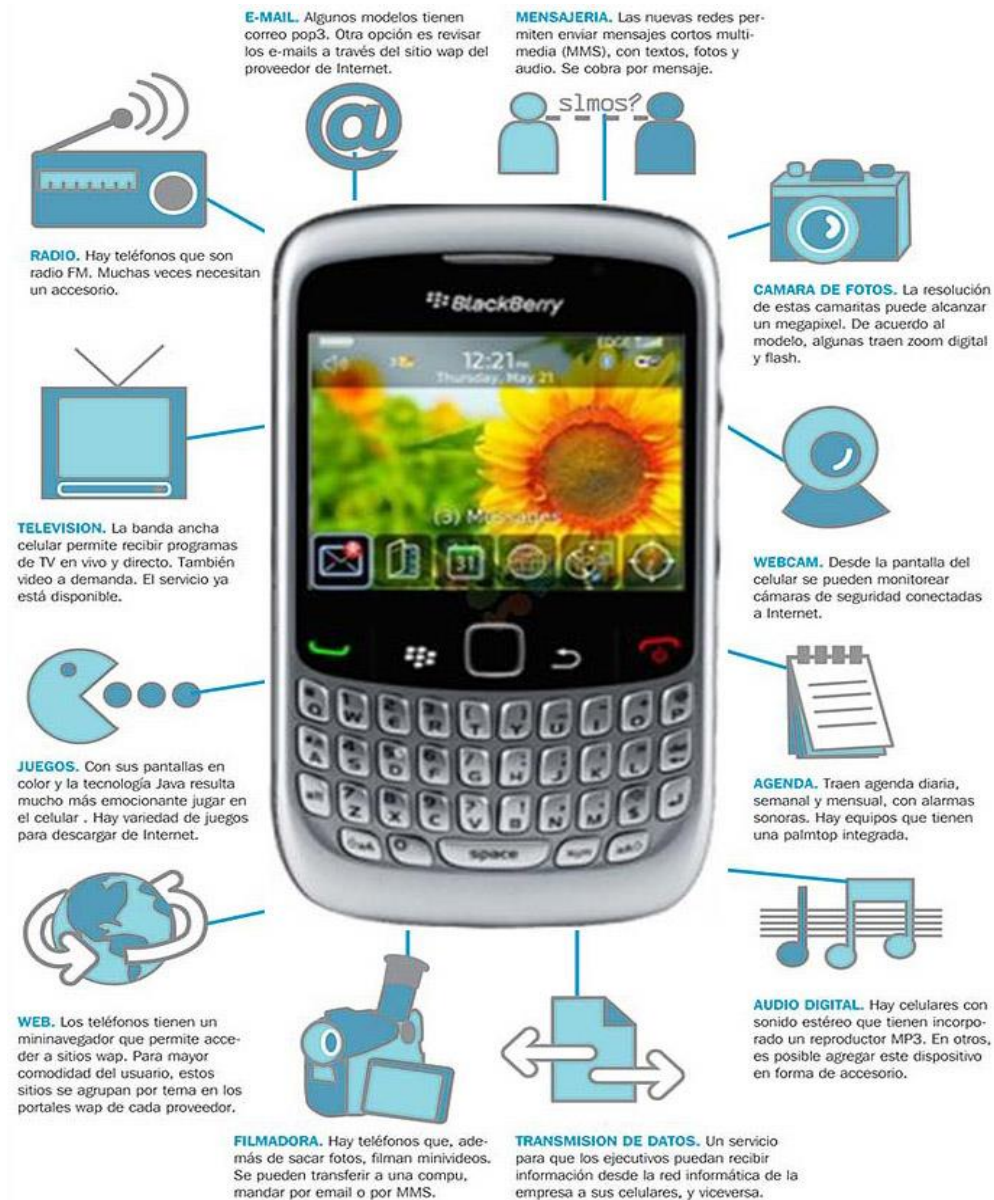 E-MAIL. Algunos modelos tienen
correo pop3. Otra opción es revisar
los e-mails a través del sitio wap del
proveedor de Internet.
MENSAJERIA. Las nuevas redes per-
miten enviar mensajes cortos multi-
media (MMS), con textos, fotos y
audio. Se cobra por mensaje.
slmos?
RADIO. Hay teléfonos que son
radio FM. Muchas veces necesitan
un accesorio.
CAMARA DE FOTOS. La resolución
de estas camaritas puede alcanzar
un megapixel. De acuerdo al
modelo, algunas traen zoom digital
y flash.
BlackBerry
EDGE
12:21
Thursday, May 21
(3) Messages
31
TELEVISION. La banda ancha
celular permite recibir programas
de TV en vivo y directo. También
video a demanda. El servicio ya
está disponible.
WEBCAM. Desde la pantalla del
celular se pueden monitorear
cámaras de seguridad conectadas
a Internet.
Q W E R T Y U I O P
A S D F G H J K L
alt Z X C V B N M $
space
JUEGOS. Con sus pantallas en
color y la tecnología Java resulta
mucho más emocionante jugar en
el celular . Hay variedad de juegos
para descargar de Internet.
AGENDA. Traen agenda diaria,
semanal y mensual, con alarmas
sonoras. Hay equipos que tienen
una palmtop integrada.
WEB. Los teléfonos tienen un
mininavegador que permite acce-
der a sitios wap. Para mayor
comodidad del usuario, estos
sitios se agrupan por tema en los
portales wap de cada proveedor.
AUDIO DIGITAL. Hay celulares con
sonido estéreo que tienen incorpo-
rado un reproductor MP3. En otros,
es posible agregar este dispositivo
en forma de accesorio.
FILMADORA. Hay teléfonos que, ade-
más de sacar fotos, filman minivideos.
Se pueden transferir a una compu,
mandar por email o por MMS.
TRANSMISION DE DATOS. Un servicio
para que los ejecutivos puedan recibir
información desde la red informática de la
empresa a sus celulares, y viceversa.